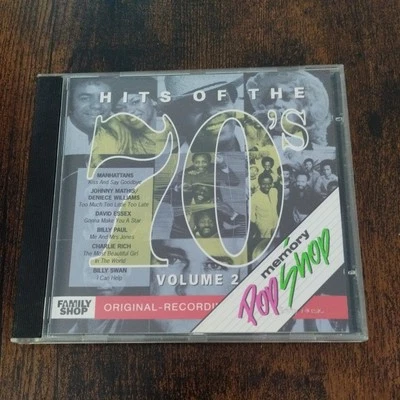 HITS OF THE
70's
MANHATTANS
Kiss And Say Goodbye
JOHNNY MATHIS
DENIECE WILLIAMS
Too Much Too Little Too Late
DAVID ESSEX
Gonna Make You A Star
BILLY PAUL
Me And Mrs Jones
CHARLIE RICH
The Most Beautiful Girl
In The World
BILLY SWAN
I Can Help
VOLUME 2
memory
Pop Shop
FAMILY
SHOP
ORIGINAL-RECORDIN